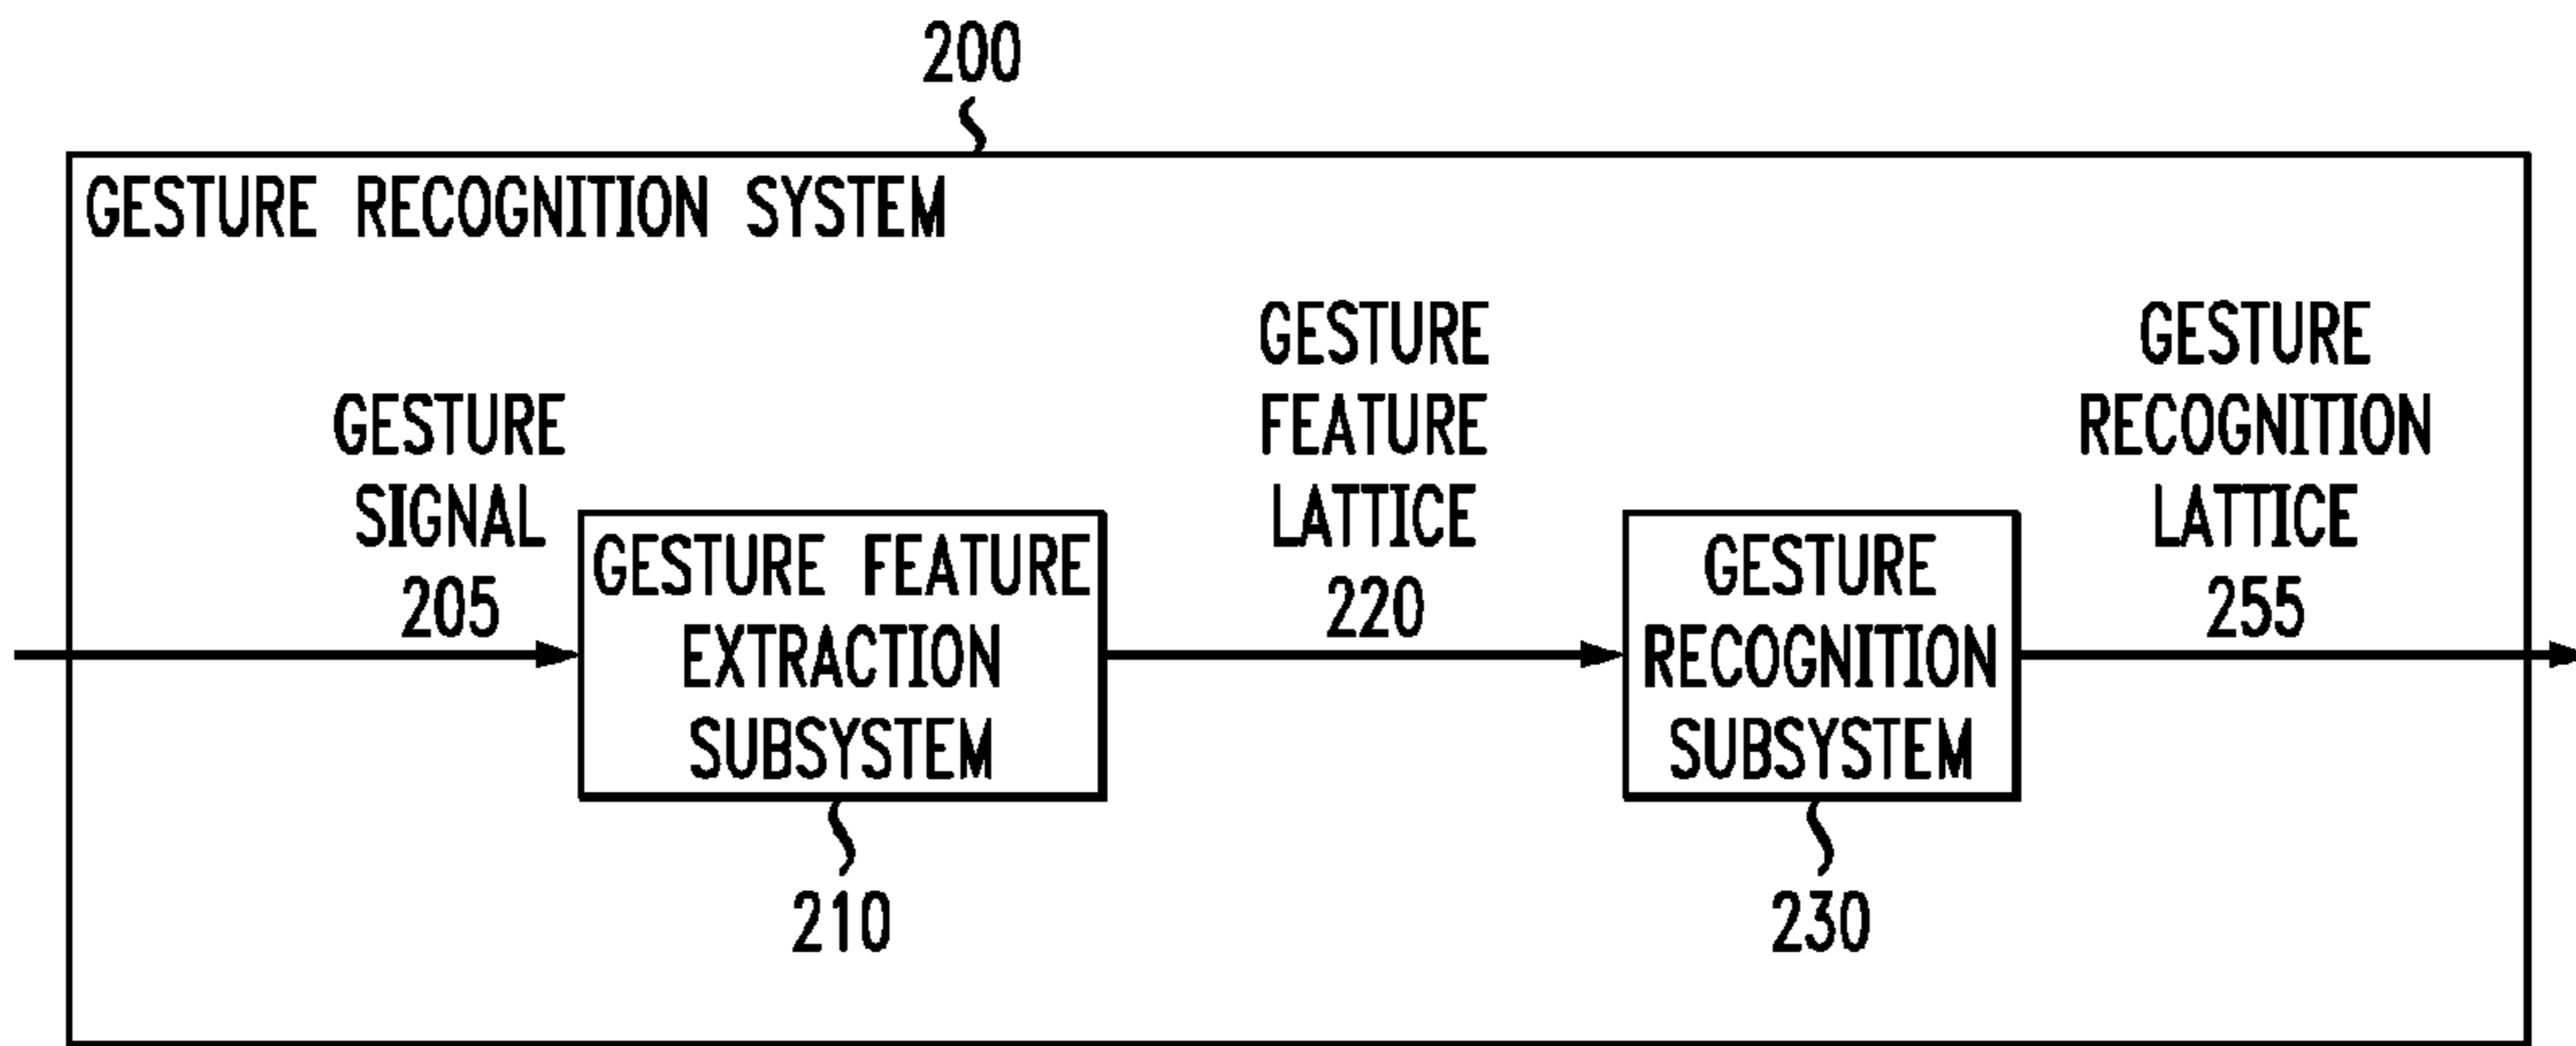 200
GESTURE RECOGNITION SYSTEM
GESTURE
SIGNAL
205
GESTURE FEATURE
EXTRACTION
SUBSYSTEM
210
GESTURE
FEATURE
LATTICE
220
GESTURE
RECOGNITION
SUBSYSTEM
230
GESTURE
RECOGNITION
LATTICE
255